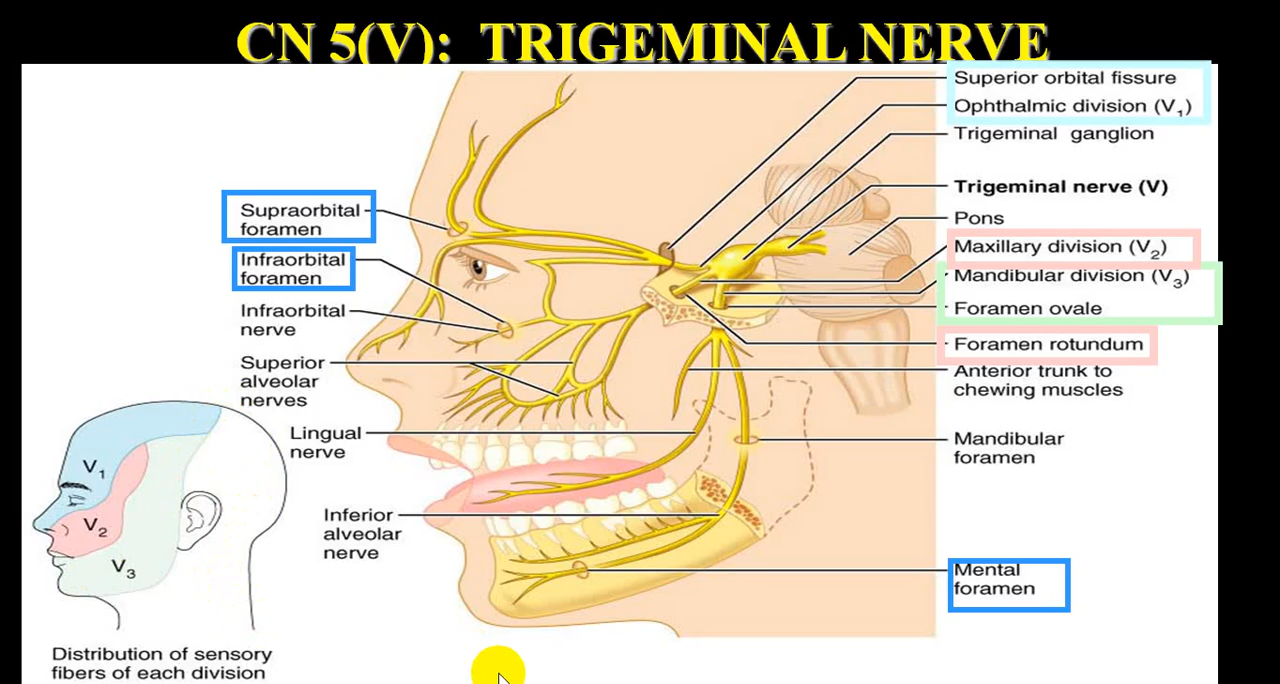 CN 5(V): TRIGEMINAL NERVE
Superior orbital fissure
Ophthalmic division (V1)
Trigeminal ganglion
Trigeminal nerve (V)
Pons
Maxillary division (V2)
Mandibular division (V3)
Foramen ovale
Foramen rotundum
Anterior trunk to
chewing muscles
Mandibular
foramen
Mental
foramen
Supraorbital
foramen
Infraorbital
foramen
Infraorbital
nerve
Superior
alveolar
nerves
Lingual
nerve
Inferior
alveolar
nerve
V1
V2
V3
Distribution of sensory
fibers of each division